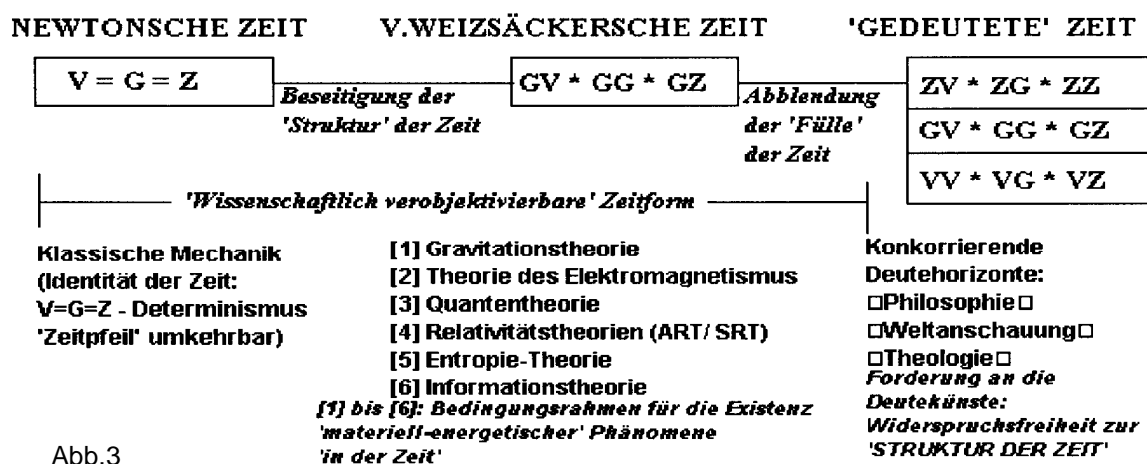 NEWTONSCHE ZEIT
V = G = Z
Beseitigung der
'Struktur' der Zeit
V.WEIZSÄCKERSCHE ZEIT
GV * GG * GZ
Abblendung
der 'Fülle'
der Zeit
'GEDEUTETE' ZEIT
ZV * ZG * ZZ
GV * GG * GZ
VV * VG * VZ
'Wissenschaftlich verobjektivierbare' Zeitform
Klassische Mechanik
(Identität der Zeit:
V=G=Z - Determinismus
'Zeitpfeil' umkehrbar)
[1] Gravitationstheorie
[2] Theorie des Elektromagnetismus
[3] Quantentheorie
[4] Relativitätstheorien (ART/ SRT)
[5] Entropie-Theorie
[6] Informationstheorie
[1] bis [6]: Bedingungsrahmen für die Existenz
'materiell-energetischer' Phänomene
'in der Zeit'
Konkorrierende
Deutehorizonte:
□Philosophie□
□Weltanschauung□
□Theologie□
Forderung an die
Deutekünste:
Widerspruchsfreiheit zur
'STRUKTUR DER ZEIT'
Abb.3